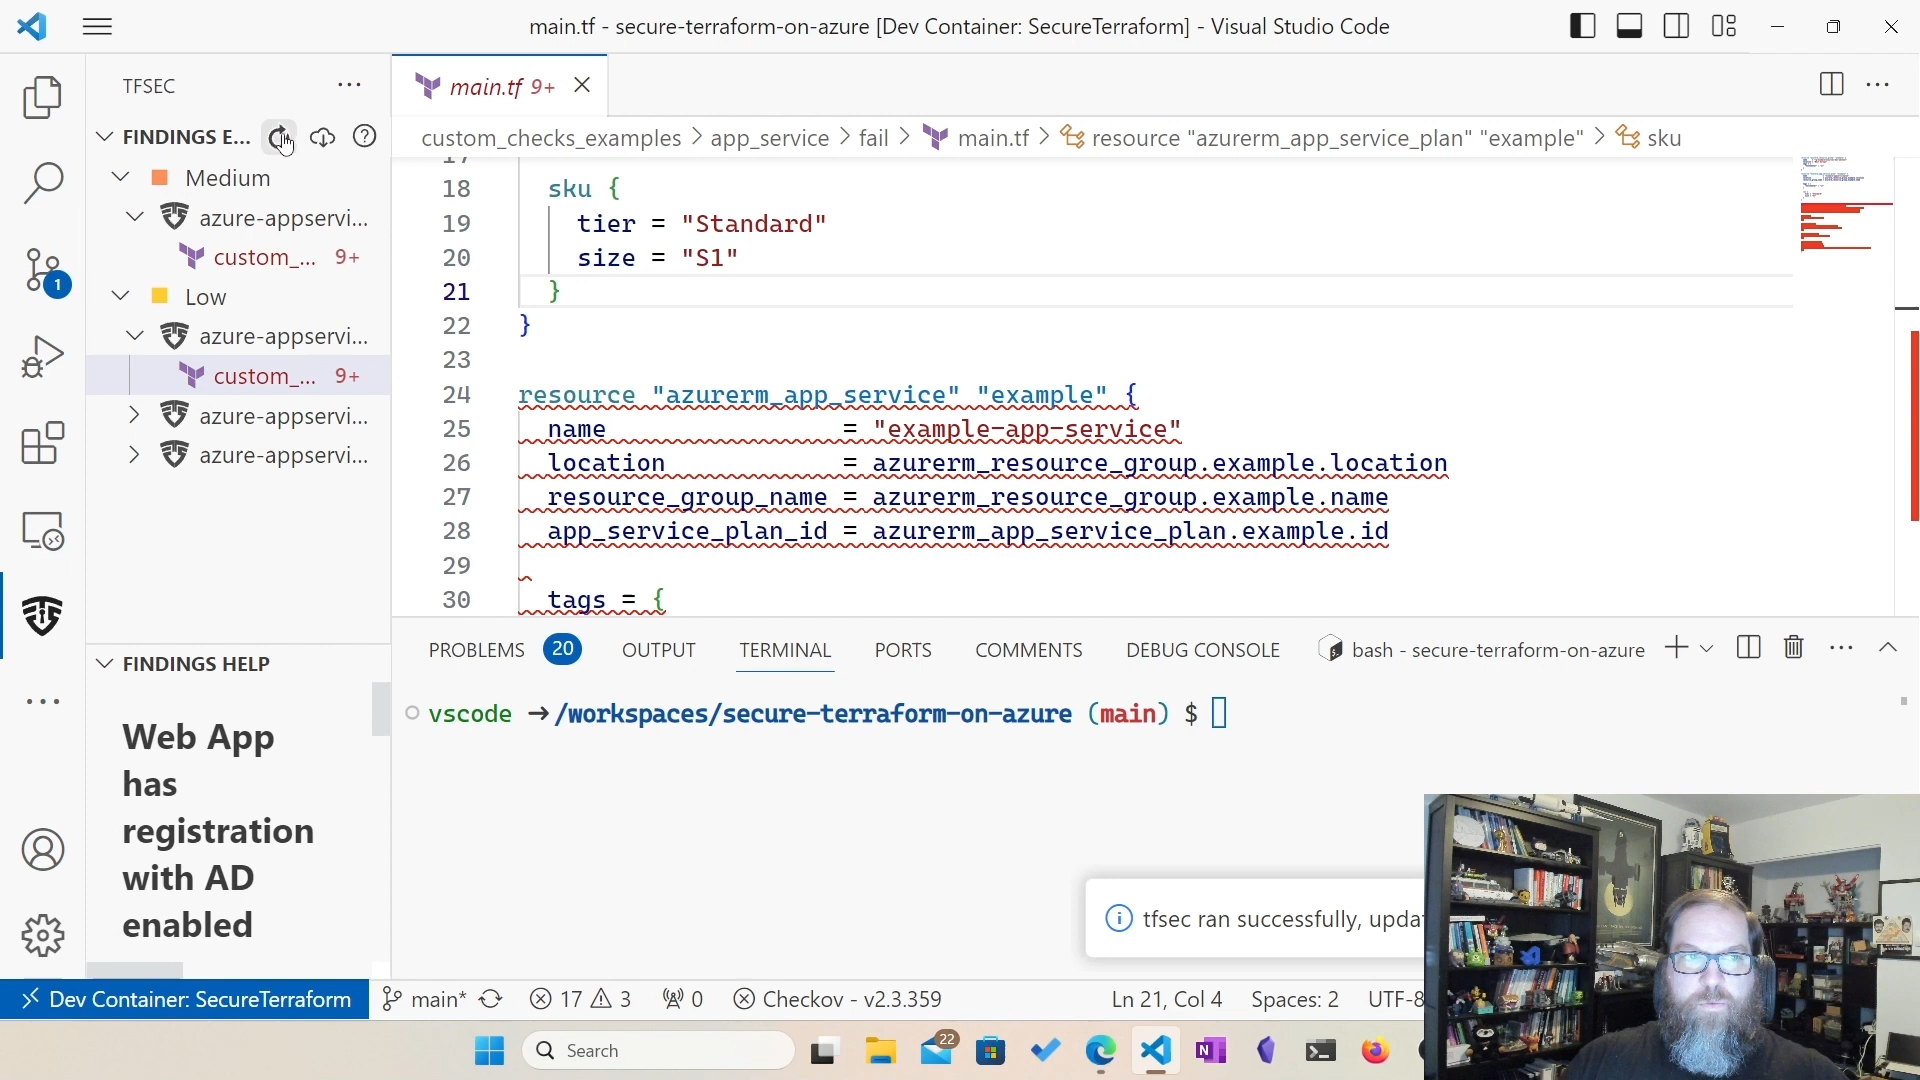 main.tf - secure-terraform-on-azure [Dev Container: SecureTerraform] - Visual Studio Code
TFSEC
main.tf 9+
FINDINGS E...
custom_checks_examples > app_service > fail > main.tf > resource "azurerm_app_service_plan" "example" > sku
Medium
azure-appservi...
custom_... 9+
Low
azure-appservi...
custom_... 9+
azure-appservi...
azure-appservi...
1
17
18 sku {
19 tier = "Standard"
20 size = "S1"
21 }
22 }
23
24 resource "azurerm_app_service" "example" {
25 name = "example-app-service"
26 location = azurerm_resource_group.example.location
27 resource_group_name = azurerm_resource_group.example.name
28 app_service_plan_id = azurerm_app_service_plan.example.id
29
30 tags = {
FINDINGS HELP
Web App
has
registration
with AD
enabled
PROBLEMS 20 OUTPUT TERMINAL PORTS COMMENTS DEBUG CONSOLE bash - secure-terraform-on-azure
vscode ➜ /workspaces/secure-terraform-on-azure (main) $
tfsec ran successfully, upda
Dev Container: SecureTerraform main* 17 3 0 Checkov - v2.3.359 Ln 21, Col 4 Spaces: 2 UTF-8
Search 22